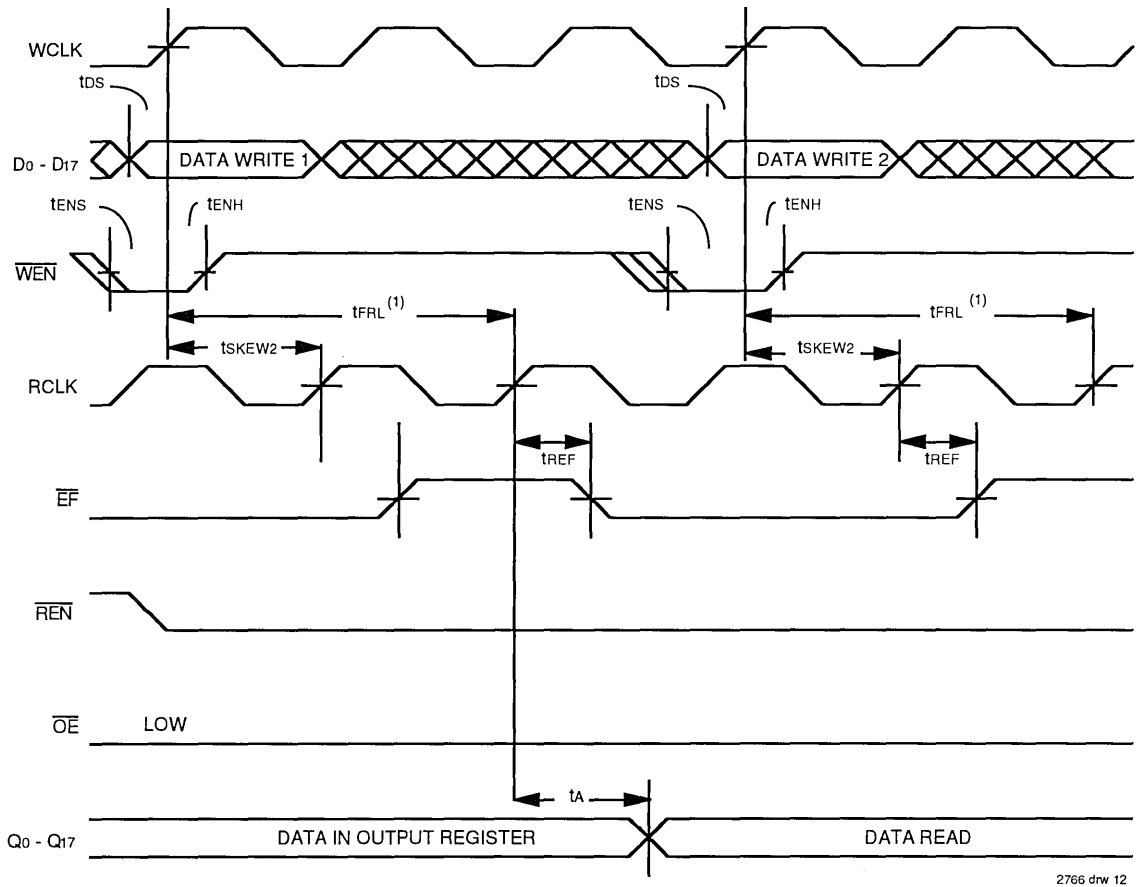 WCLK
tDS
tDS
D0 - D17
DATA WRITE 1
DATA WRITE 2
tENS
tENH
tENS
tENH
WEN
tFRL(1)
tFRL(1)
tSKEW2
tSKEW2
RCLK
tREF
tREF
EF
REN
OE
LOW
tA
Q0 - Q17
DATA IN OUTPUT REGISTER
DATA READ
2766 drw 12